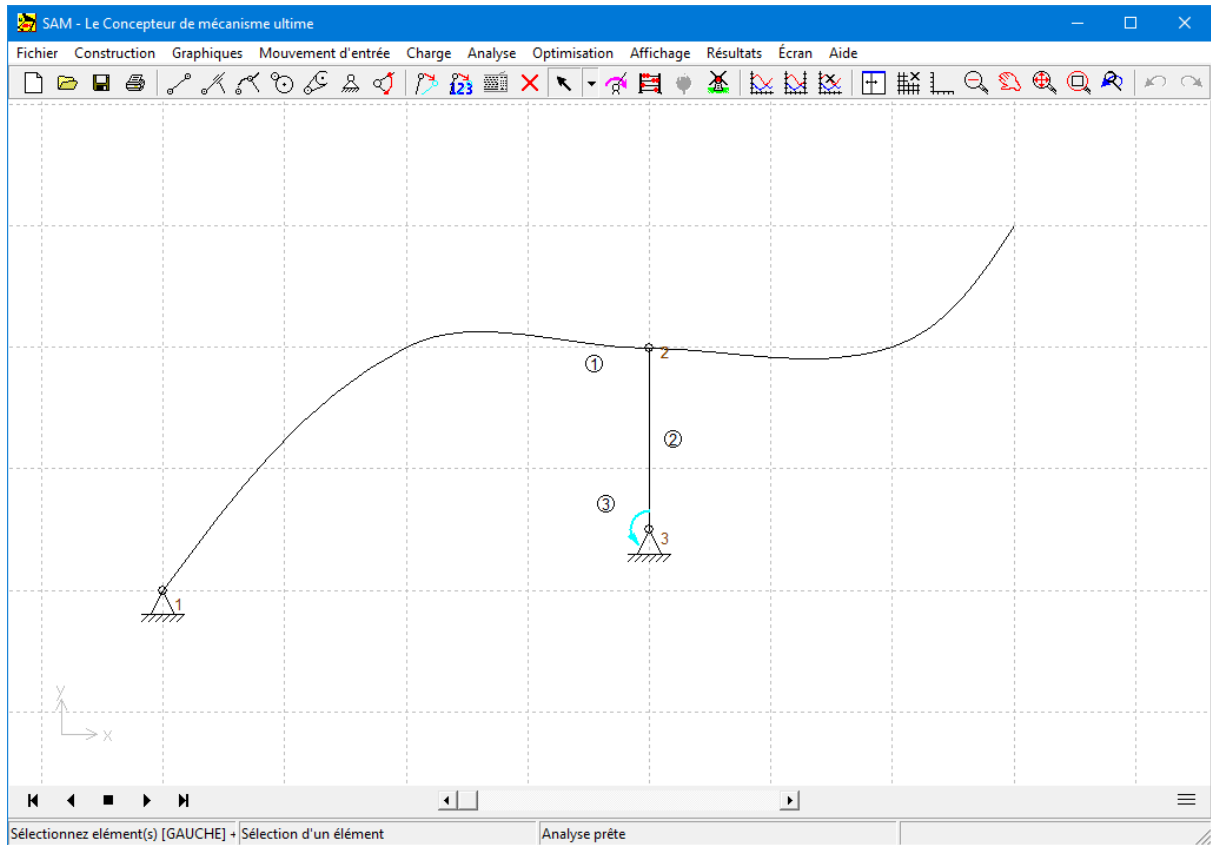 SAM - Le Concepteur de mécanisme ultime
Fichier Construction Graphiques Mouvement d'entrée Charge Analyse Optimisation Affichage Résultats Écran Aide
123
2
①
②
③
3
1
y
x
Sélectionnez elément(s) [GAUCHE] + Sélection d'un élément Analyse prête